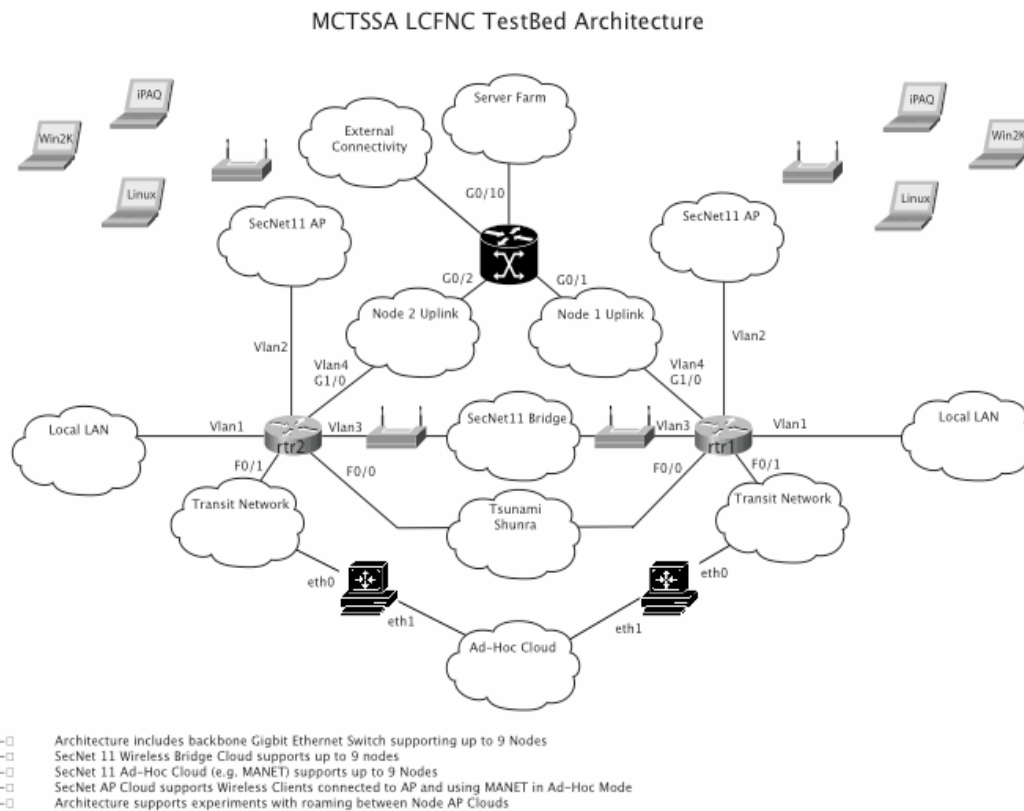 MCTSSA LCFNC TestBed Architecture
Server Farm
iPAQ
iPAQ
External
Connectivity
Win2K
Win2K
G0/10
Linux
Linux
SecNet11 AP
SecNet11 AP
G0/2
G0/1
Node 2 Uplink
Node 1 Uplink
Vlan2
Vlan2
Vlan4
G1/0
Vlan4
G1/0
Local LAN
Vlan1
rtr2
Vlan3
SecNet11 Bridge
Vlan3
rtr1
Vlan1
Local LAN
F0/1
F0/0
F0/0
F0/1
Transit Network
Tsunami
Shunra
Transit Network
eth0
eth0
eth1
eth1
Ad-Hoc Cloud
Architecture includes backbone Gigbit Ethernet Switch supporting up to 9 Nodes
SecNet 11 Wireless Bridge Cloud supports up to 9 nodes
SecNet 11 Ad-Hoc Cloud (e.g. MANET) supports up to 9 Nodes
SecNet AP Cloud supports Wireless Clients connected to AP and using MANET in Ad-Hoc Mode
Architecture supports experiments with roaming between Node AP Clouds